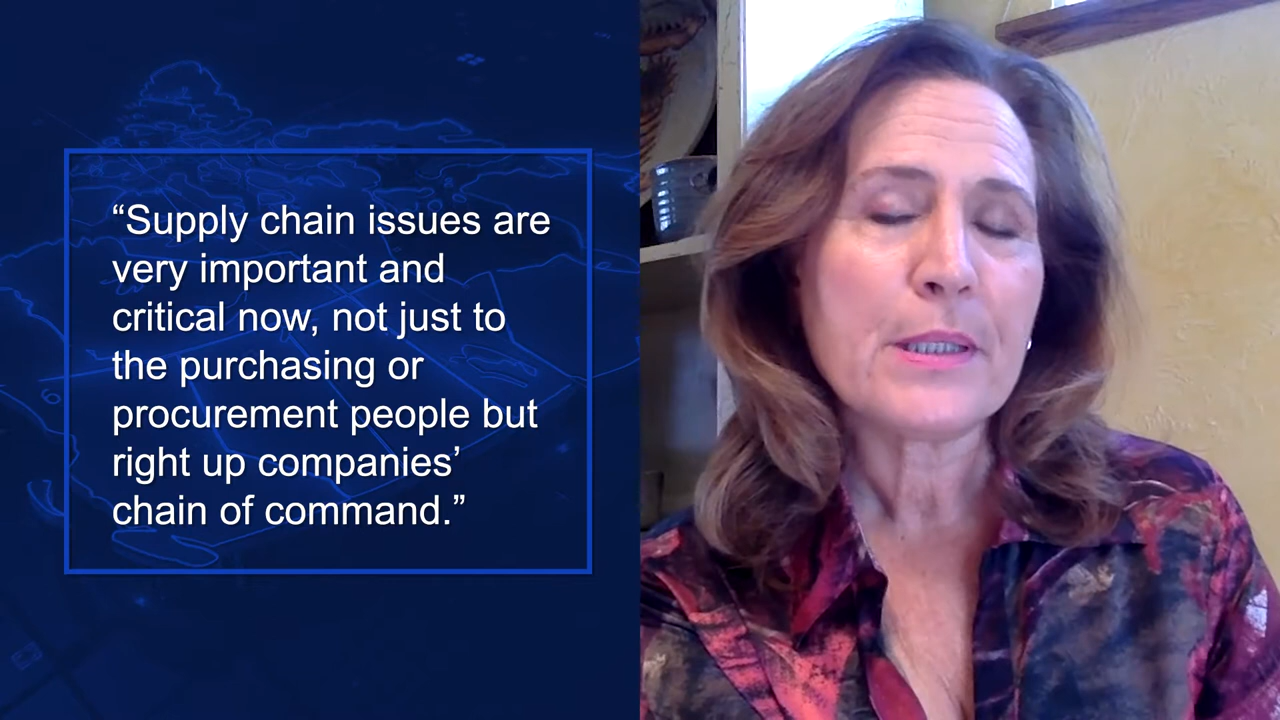 “Supply chain issues are
very important and
critical now, not just to
the purchasing or
procurement people but
right up companies’
chain of command.”